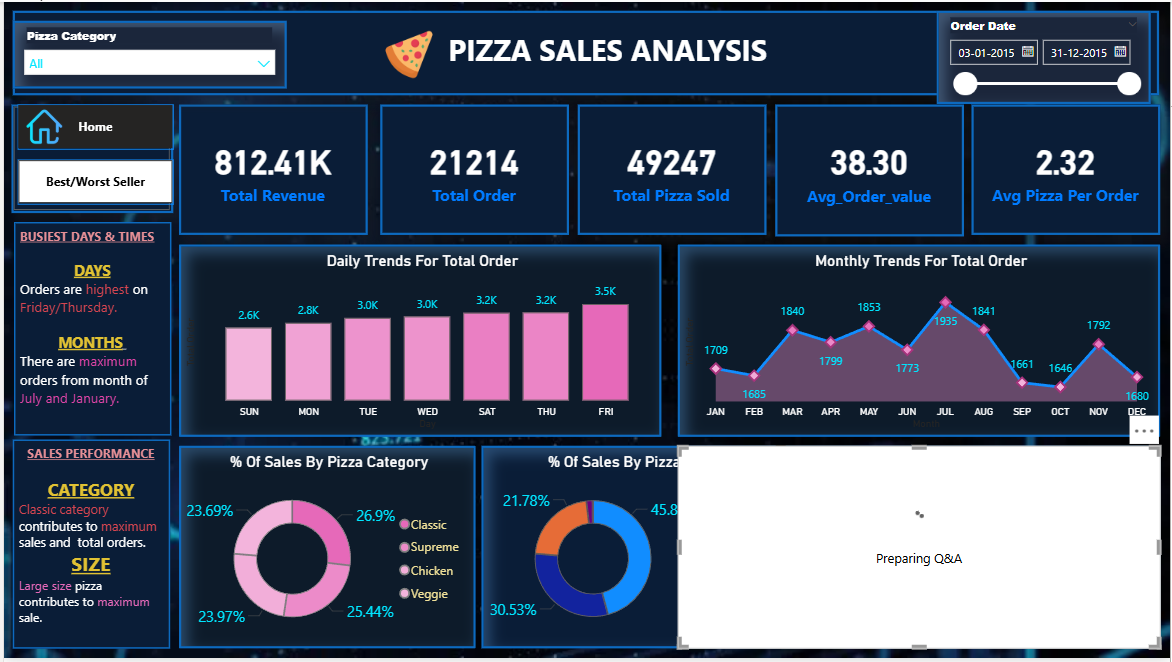 Pizza Category
All
PIZZA SALES ANALYSIS
Order Date
03-01-2015
31-12-2015
Home
Best/Worst Seller
812.41K
Total Revenue
21214
Total Order
49247
Total Pizza Sold
38.30
Avg_Order_value
2.32
Avg Pizza Per Order
BUSIEST DAYS & TIMES
DAYS
Orders are highest on
Friday/Thursday.
MONTHS
There are maximum
orders from month of
July and January.
Daily Trends For Total Order
2.6K
2.8K
3.0K
3.0K
3.2K
3.2K
3.5K
SUN
MON
TUE
WED
SAT
THU
FRI
Monthly Trends For Total Order
1709
1685
1840
1799
1853
1773
1935
1841
1661
1646
1792
1680
JAN
FEB
MAR
APR
MAY
JUN
JUL
AUG
SEP
OCT
NOV
DEC
SALES PERFORMANCE
CATEGORY
Classic category
contributes to maximum
sales and total orders.
SIZE
Large size pizza
contributes to maximum
sale.
% Of Sales By Pizza Category
23.69%
26.9%
23.97%
25.44%
Classic
Supreme
Chicken
Veggie
% Of Sales By Pizza
21.78%
45.8
30.53%
Preparing Q&A